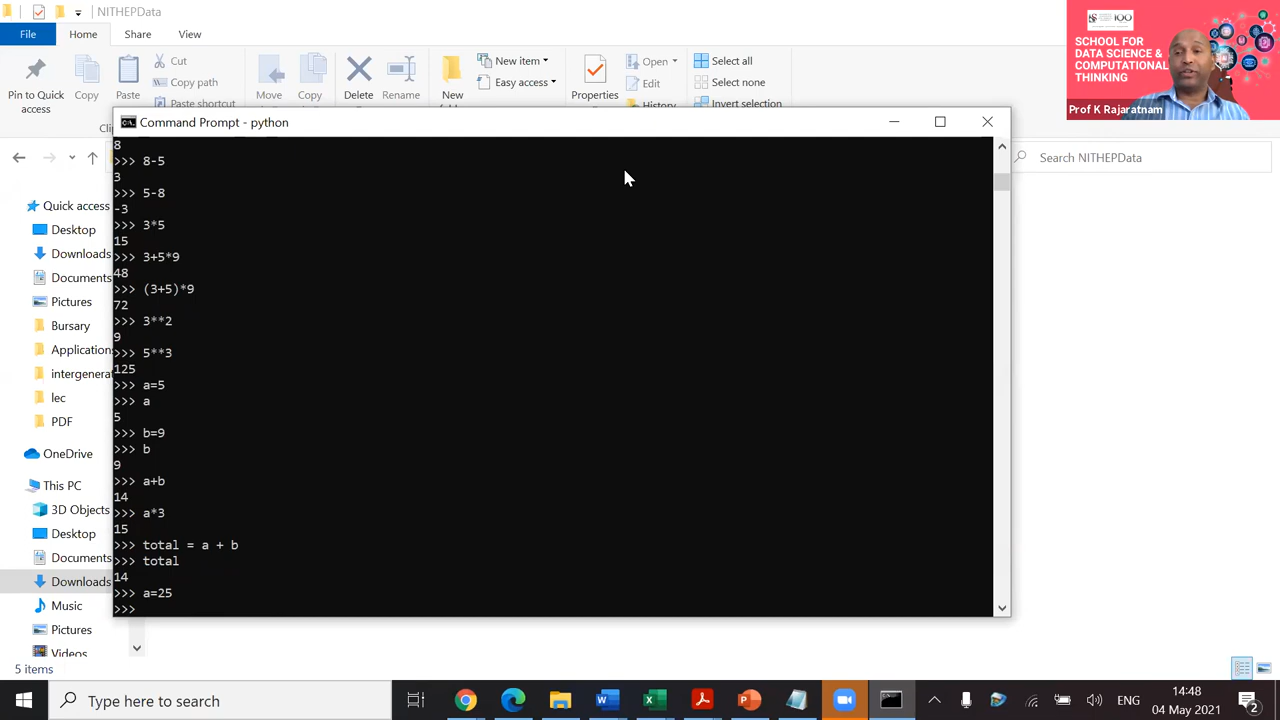 NITHEPData
File
Home
Share
View
Pin to Quick access
Copy
Paste
Cut
Copy path
Paste shortcut
Move
Copy
Delete
Rename
New
New item
Easy access
Properties
Open
Edit
History
Select all
Select none
Invert selection
100
SCHOOL FOR
DATA SCIENCE &
COMPUTATIONAL
THINKING
Prof K Rajaratnam
Search NITHEPData
Quick access
Desktop
Downloads
Documents
Pictures
Bursary
Application
intergenera
lec
PDF
OneDrive
This PC
3D Objects
Desktop
Documents
Downloads
Music
Pictures
Videos
5 items
Command Prompt - python
8
>>> 8-5
3
>>> 5-8
-3
>>> 3*5
15
>>> 3+5*9
48
>>> (3+5)*9
72
>>> 3**2
9
>>> 5**3
125
>>> a=5
>>> a
5
>>> b=9
>>> b
9
>>> a+b
14
>>> a*3
15
>>> total = a + b
>>> total
14
>>> a=25
>>>
Type here to search
ENG
14:48
04 May 2021
2